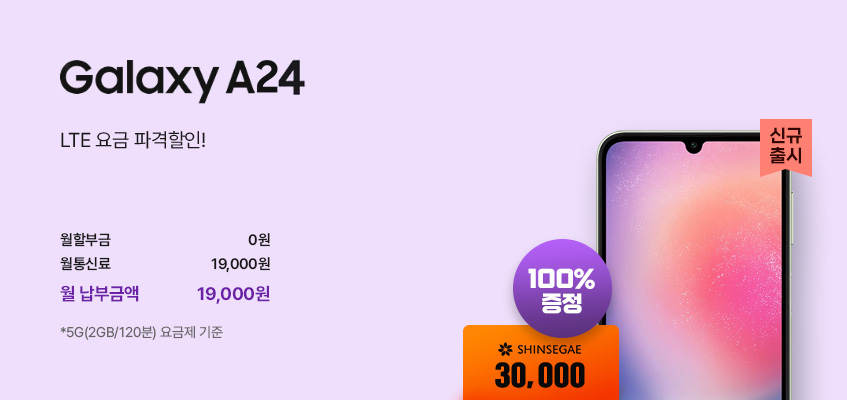 Galaxy A24
LTE 요금 파격할인!
월할부금 0원
월통신료 19,000원
월 납부금액 19,000원
*5G(2GB/120분) 요금제 기준
신규
출시
100%
증정
SHINSEGAE
30,000